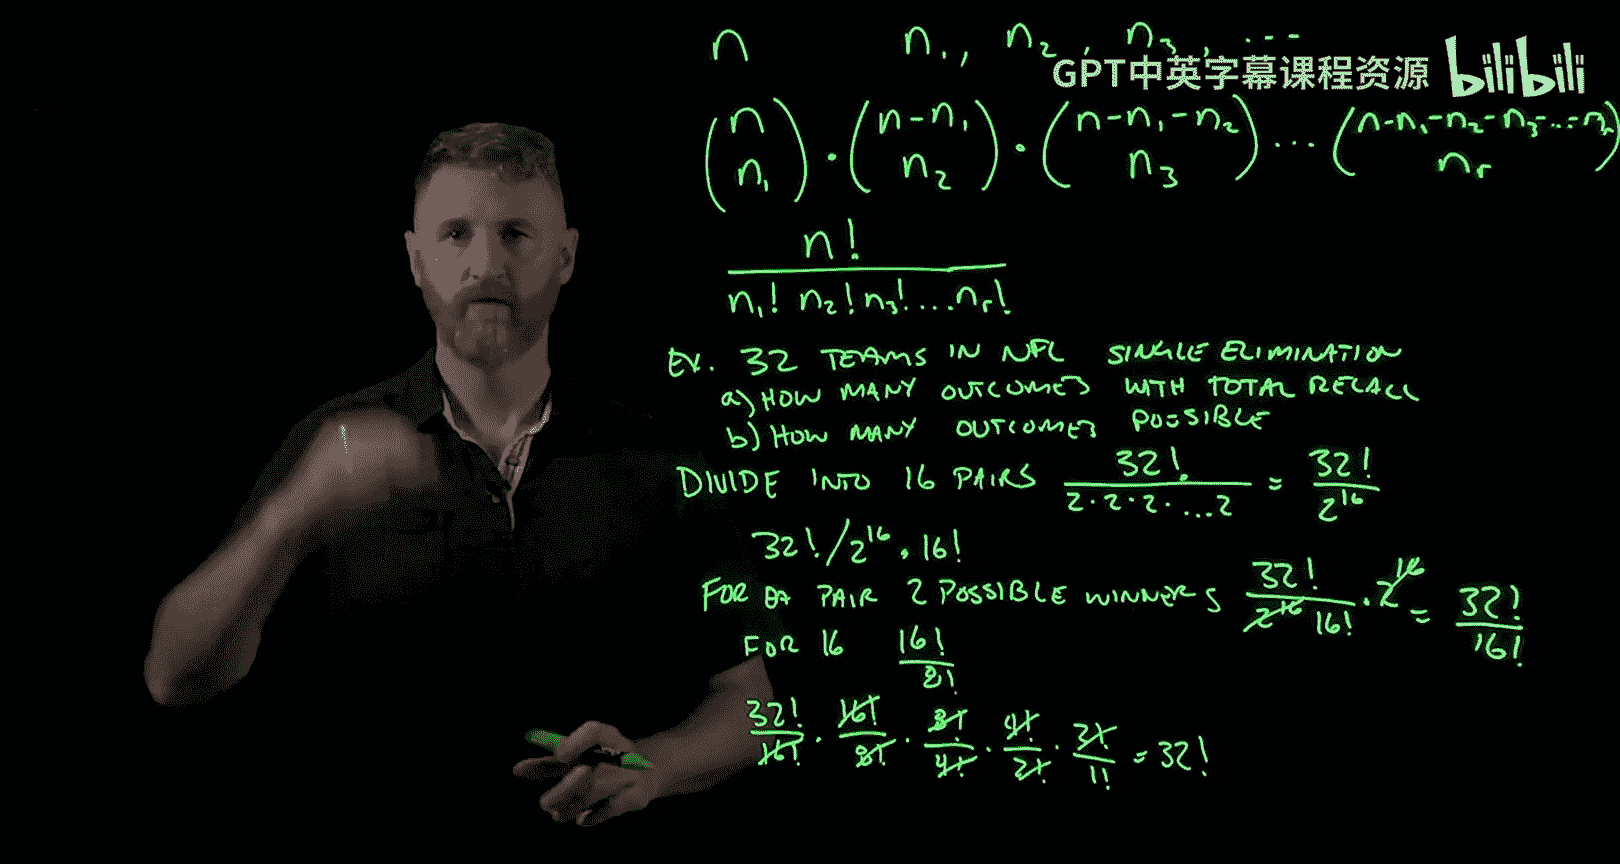 n n₁, n₂, n₃, ...
GPT中英字幕课程资源 bilibili
(n n₁) · (n-n₁ n₂) · (n-n₁-n₂ n₃) ... (n-n₁-n₂-n₃-...-n nᵣ)
n!
n₁! n₂! n₃! ... nᵣ!
EX. 32 TEAMS IN NFL SINGLE ELIMINATION
a) HOW MANY OUTCOMES WITH TOTAL RECALL
b) HOW MANY OUTCOMES POSSIBLE
DIVIDE INTO 16 PAIRS 32!/2·2·2·...2 = 32!/2¹⁶
32!/2¹⁶·16!
FOR PAIR 2 POSSIBLE WINNERS 32!/2¹⁶ 16! · 2¹⁶ = 32!/16!
FOR 16 16!/8!
32!/16! · 16!/8! · 8!/4! · 4!/2! · 2!/1! = 32!